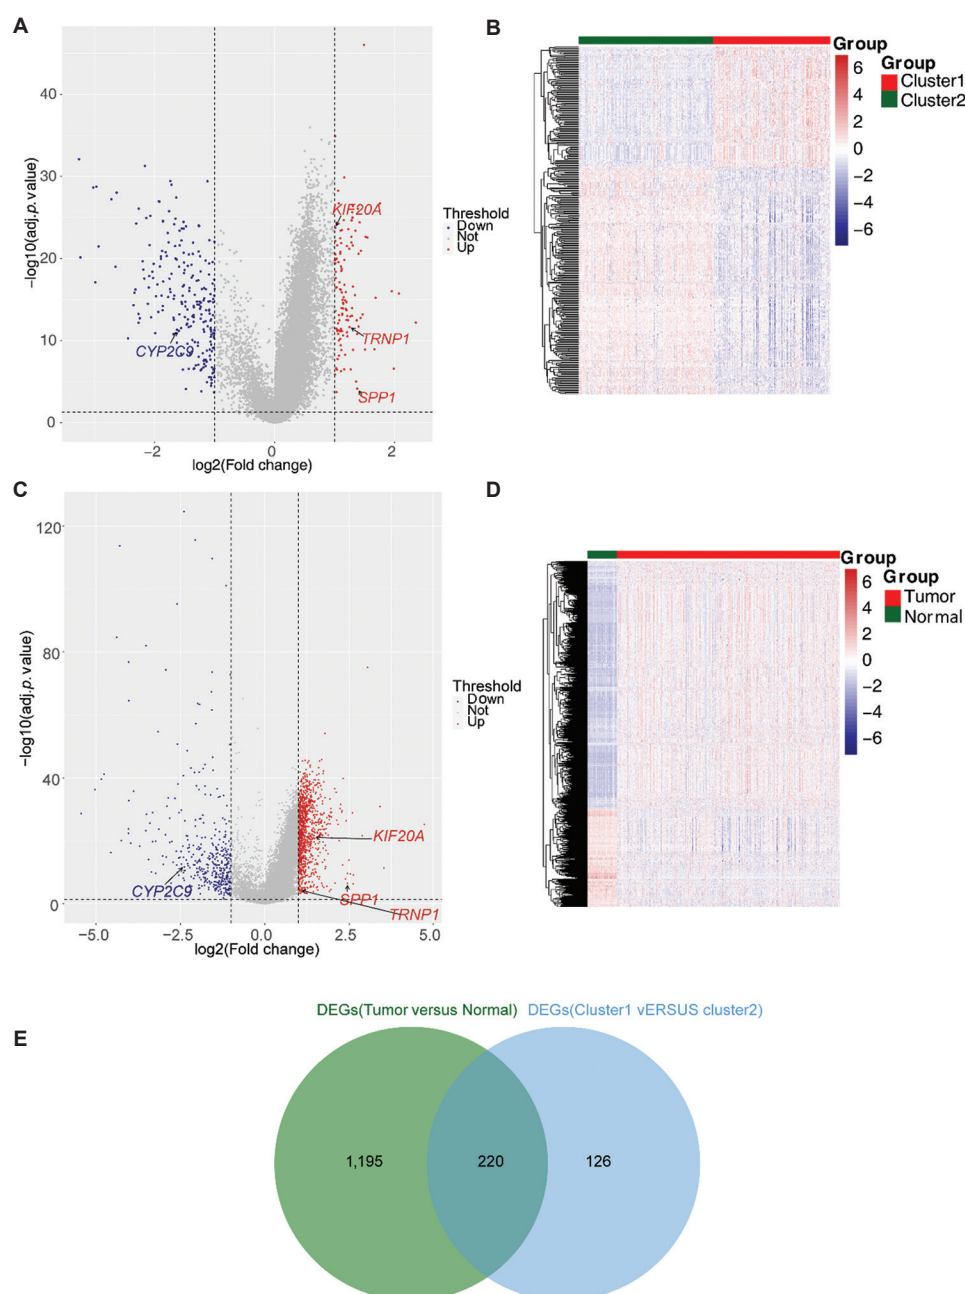 A
40
30
20
10
0
−2
0
2
−log10(adj.p. value)
log2(Fold change)
KIF20A
TRNP1
SPP1
CYP2C9
Threshold
Down
Not
Up
B
Group
6
4
2
0
−2
−4
−6
Group
Cluster1
Cluster2
C
120
80
40
0
−5.0
−2.5
0.0
2.5
5.0
−log10(adj.p. value)
log2(Fold change)
KIF20A
CYP2C9
SPP1
TRNP1
Threshold
Down
Not
Up
D
Group
6
4
2
0
−2
−4
−6
Group
Tumor
Normal
E
DEGs(Tumor versus Normal)
DEGs(Cluster1 vERSUS cluster2)
1,195
220
126